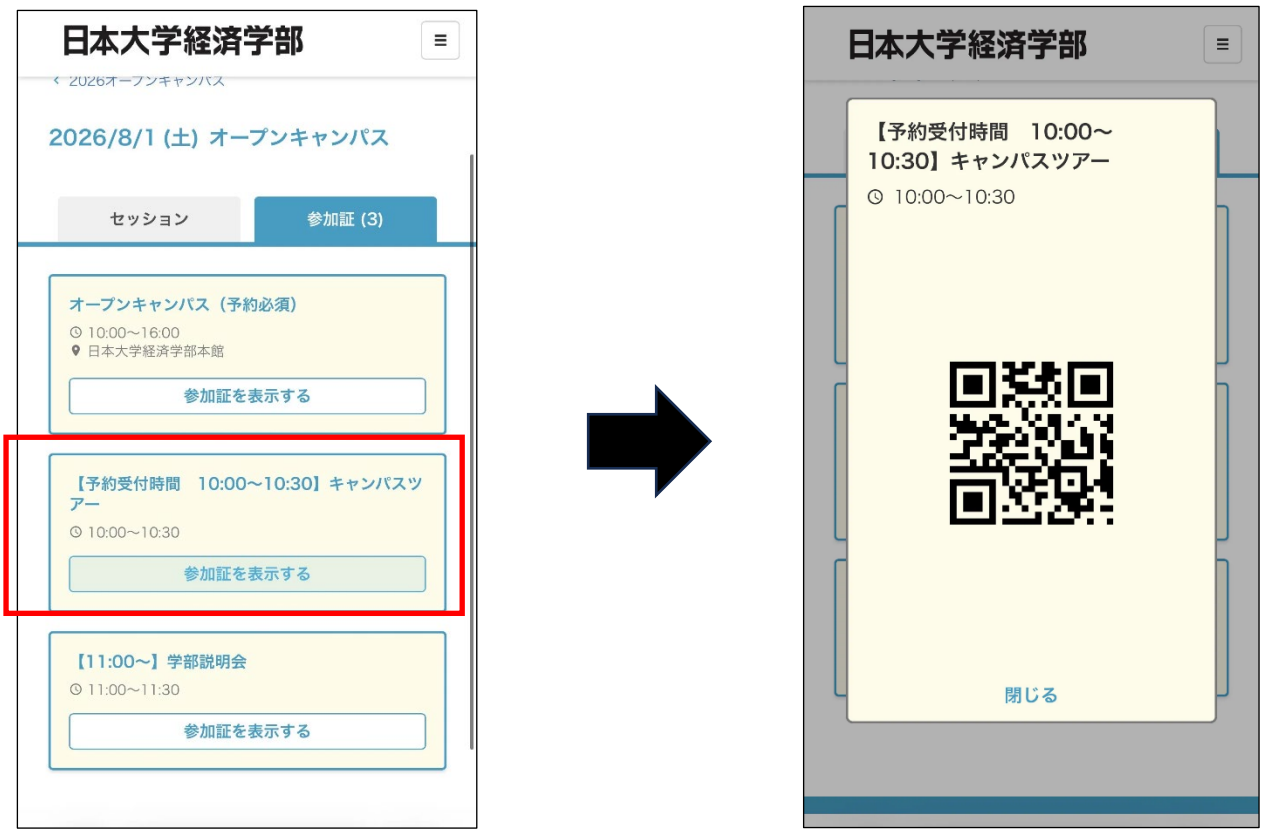 日本大学経済学部
2026オープンキャンパス
2026/8/1 (土) オープンキャンパス
セッション
参加証 (3)
オープンキャンパス（予約必須）
10:00〜16:00
日本大学経済学部本館
参加証を表示する
【予約受付時間　10:00〜10:30】キャンパスツ
アー
10:00〜10:30
参加証を表示する
【11:00〜】学部説明会
11:00〜11:30
参加証を表示する
日本大学経済学部
【予約受付時間　10:00〜
10:30】キャンパスツアー
10:00〜10:30
閉じる